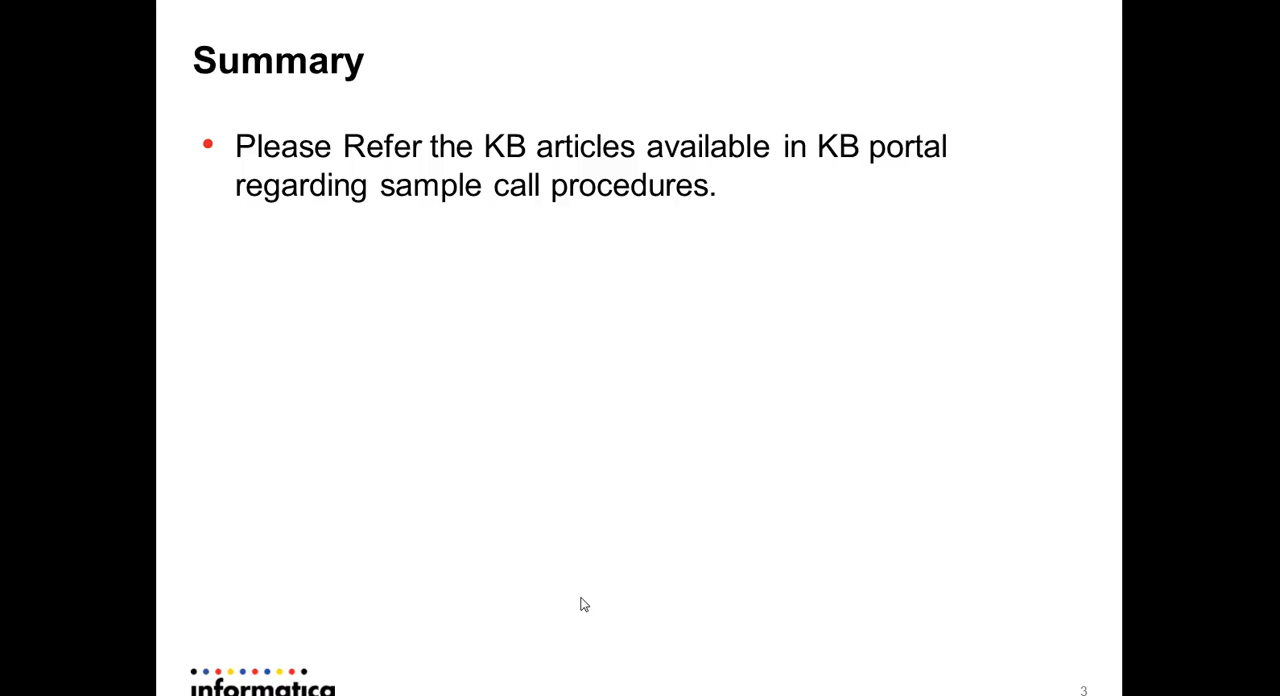 Summary
• Please Refer the KB articles available in KB portal
regarding sample call procedures.
informatica
3